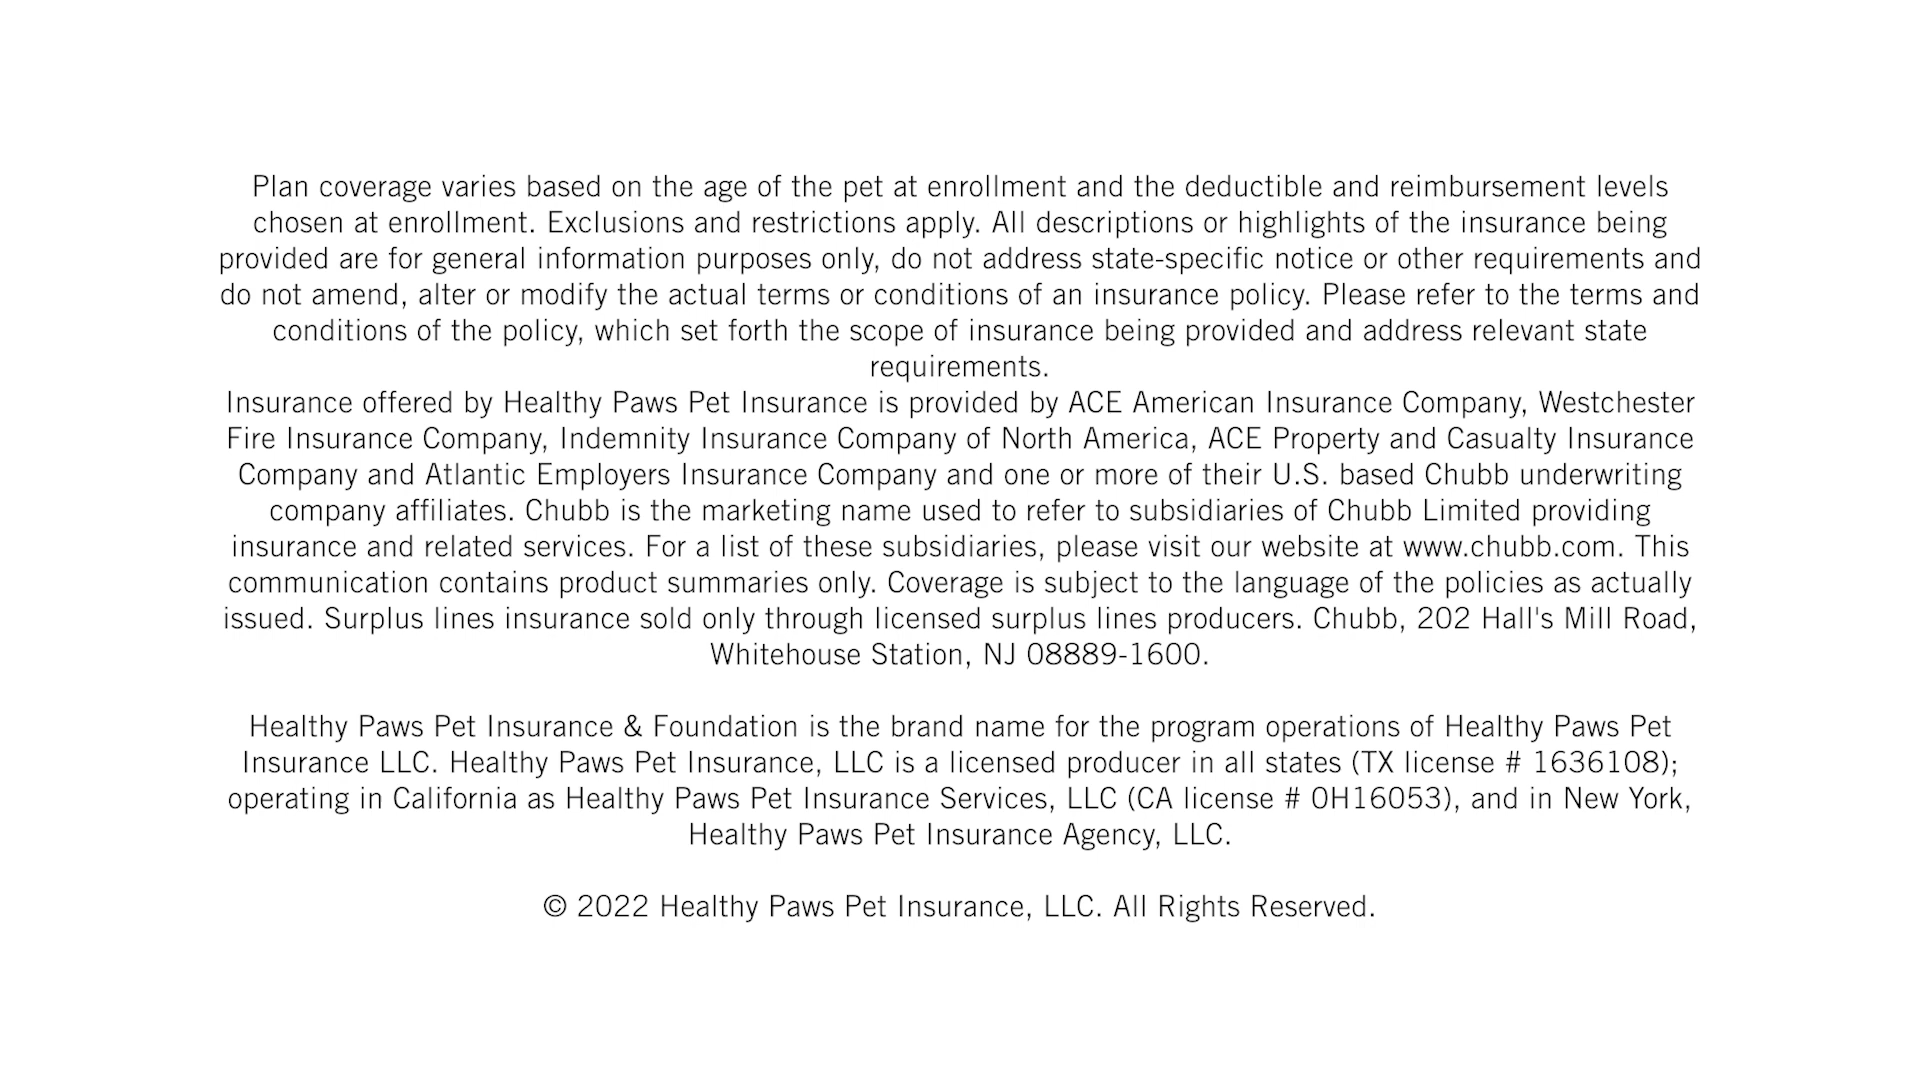 Plan coverage varies based on the age of the pet at enrollment and the deductible and reimbursement levels
chosen at enrollment. Exclusions and restrictions apply. All descriptions or highlights of the insurance being
provided are for general information purposes only, do not address state-specific notice or other requirements and
do not amend, alter or modify the actual terms or conditions of an insurance policy. Please refer to the terms and
conditions of the policy, which set forth the scope of insurance being provided and address relevant state
requirements.
Insurance offered by Healthy Paws Pet Insurance is provided by ACE American Insurance Company, Westchester
Fire Insurance Company, Indemnity Insurance Company of North America, ACE Property and Casualty Insurance
Company and Atlantic Employers Insurance Company and one or more of their U.S. based Chubb underwriting
company affiliates. Chubb is the marketing name used to refer to subsidiaries of Chubb Limited providing
insurance and related services. For a list of these subsidiaries, please visit our website at www.chubb.com. This
communication contains product summaries only. Coverage is subject to the language of the policies as actually
issued. Surplus lines insurance sold only through licensed surplus lines producers. Chubb, 202 Hall's Mill Road,
Whitehouse Station, NJ 08889-1600.
Healthy Paws Pet Insurance & Foundation is the brand name for the program operations of Healthy Paws Pet
Insurance LLC. Healthy Paws Pet Insurance, LLC is a licensed producer in all states (TX license # 1636108);
operating in California as Healthy Paws Pet Insurance Services, LLC (CA license # 0H16053), and in New York,
Healthy Paws Pet Insurance Agency, LLC.
© 2022 Healthy Paws Pet Insurance, LLC. All Rights Reserved.